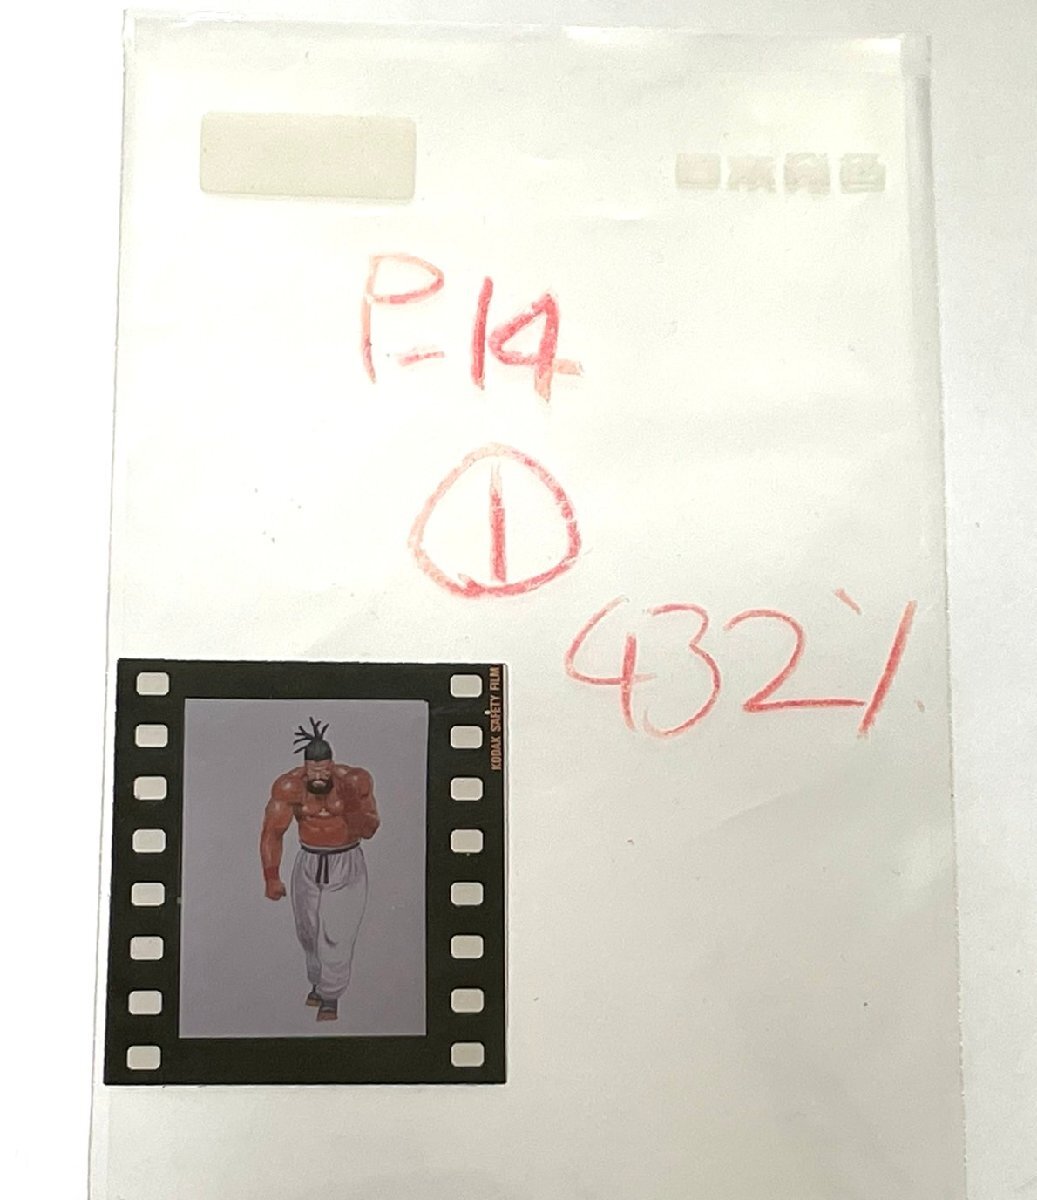 P-14
①
432%
KODAK SAFETY FILM